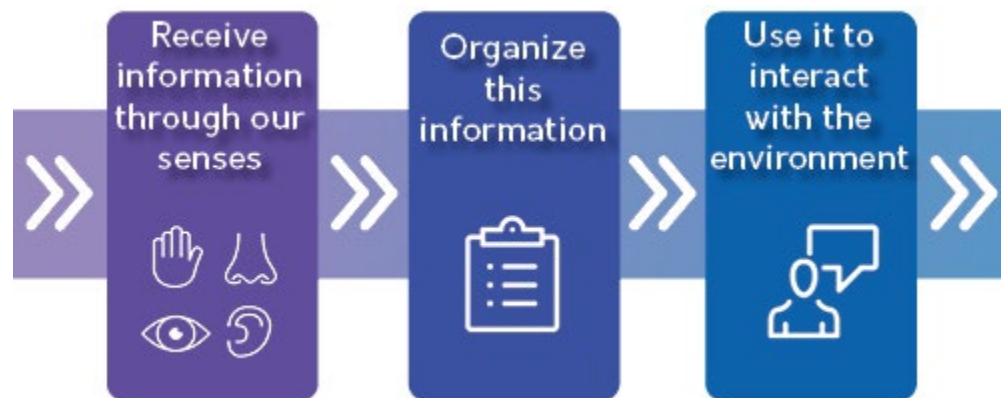 Receive
information
through our
senses
Organize
this
information
Use it to
interact
with the
environment